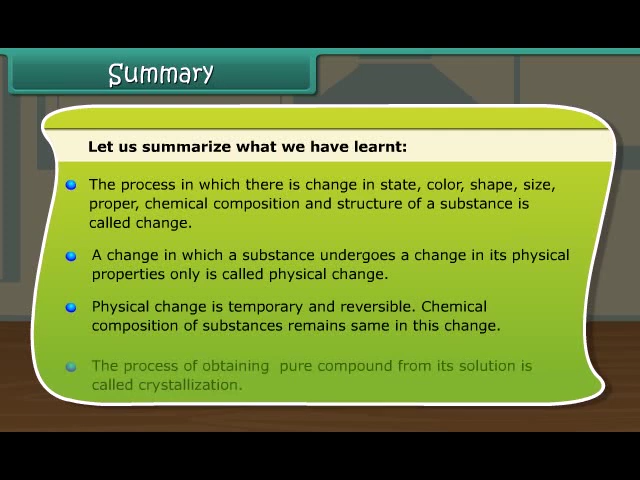 Summary
Let us summarize what we have learnt:
The process in which there is change in state, color, shape, size,
proper, chemical composition and structure of a substance is
called change.
A change in which a substance undergoes a change in its physical
properties only is called physical change.
Physical change is temporary and reversible. Chemical
composition of substances remains same in this change.
The process of obtaining pure compound from its solution is
called crystallization.